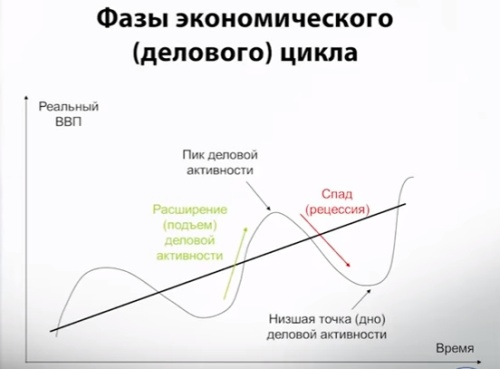 Фазы экономического
(делового) цикла
Реальный
ВВП
Пик деловой
активности
Расширение
(подъем)
деловой
активности
Спад
(рецессия)
Низшая точка (дно)
деловой активности
Время